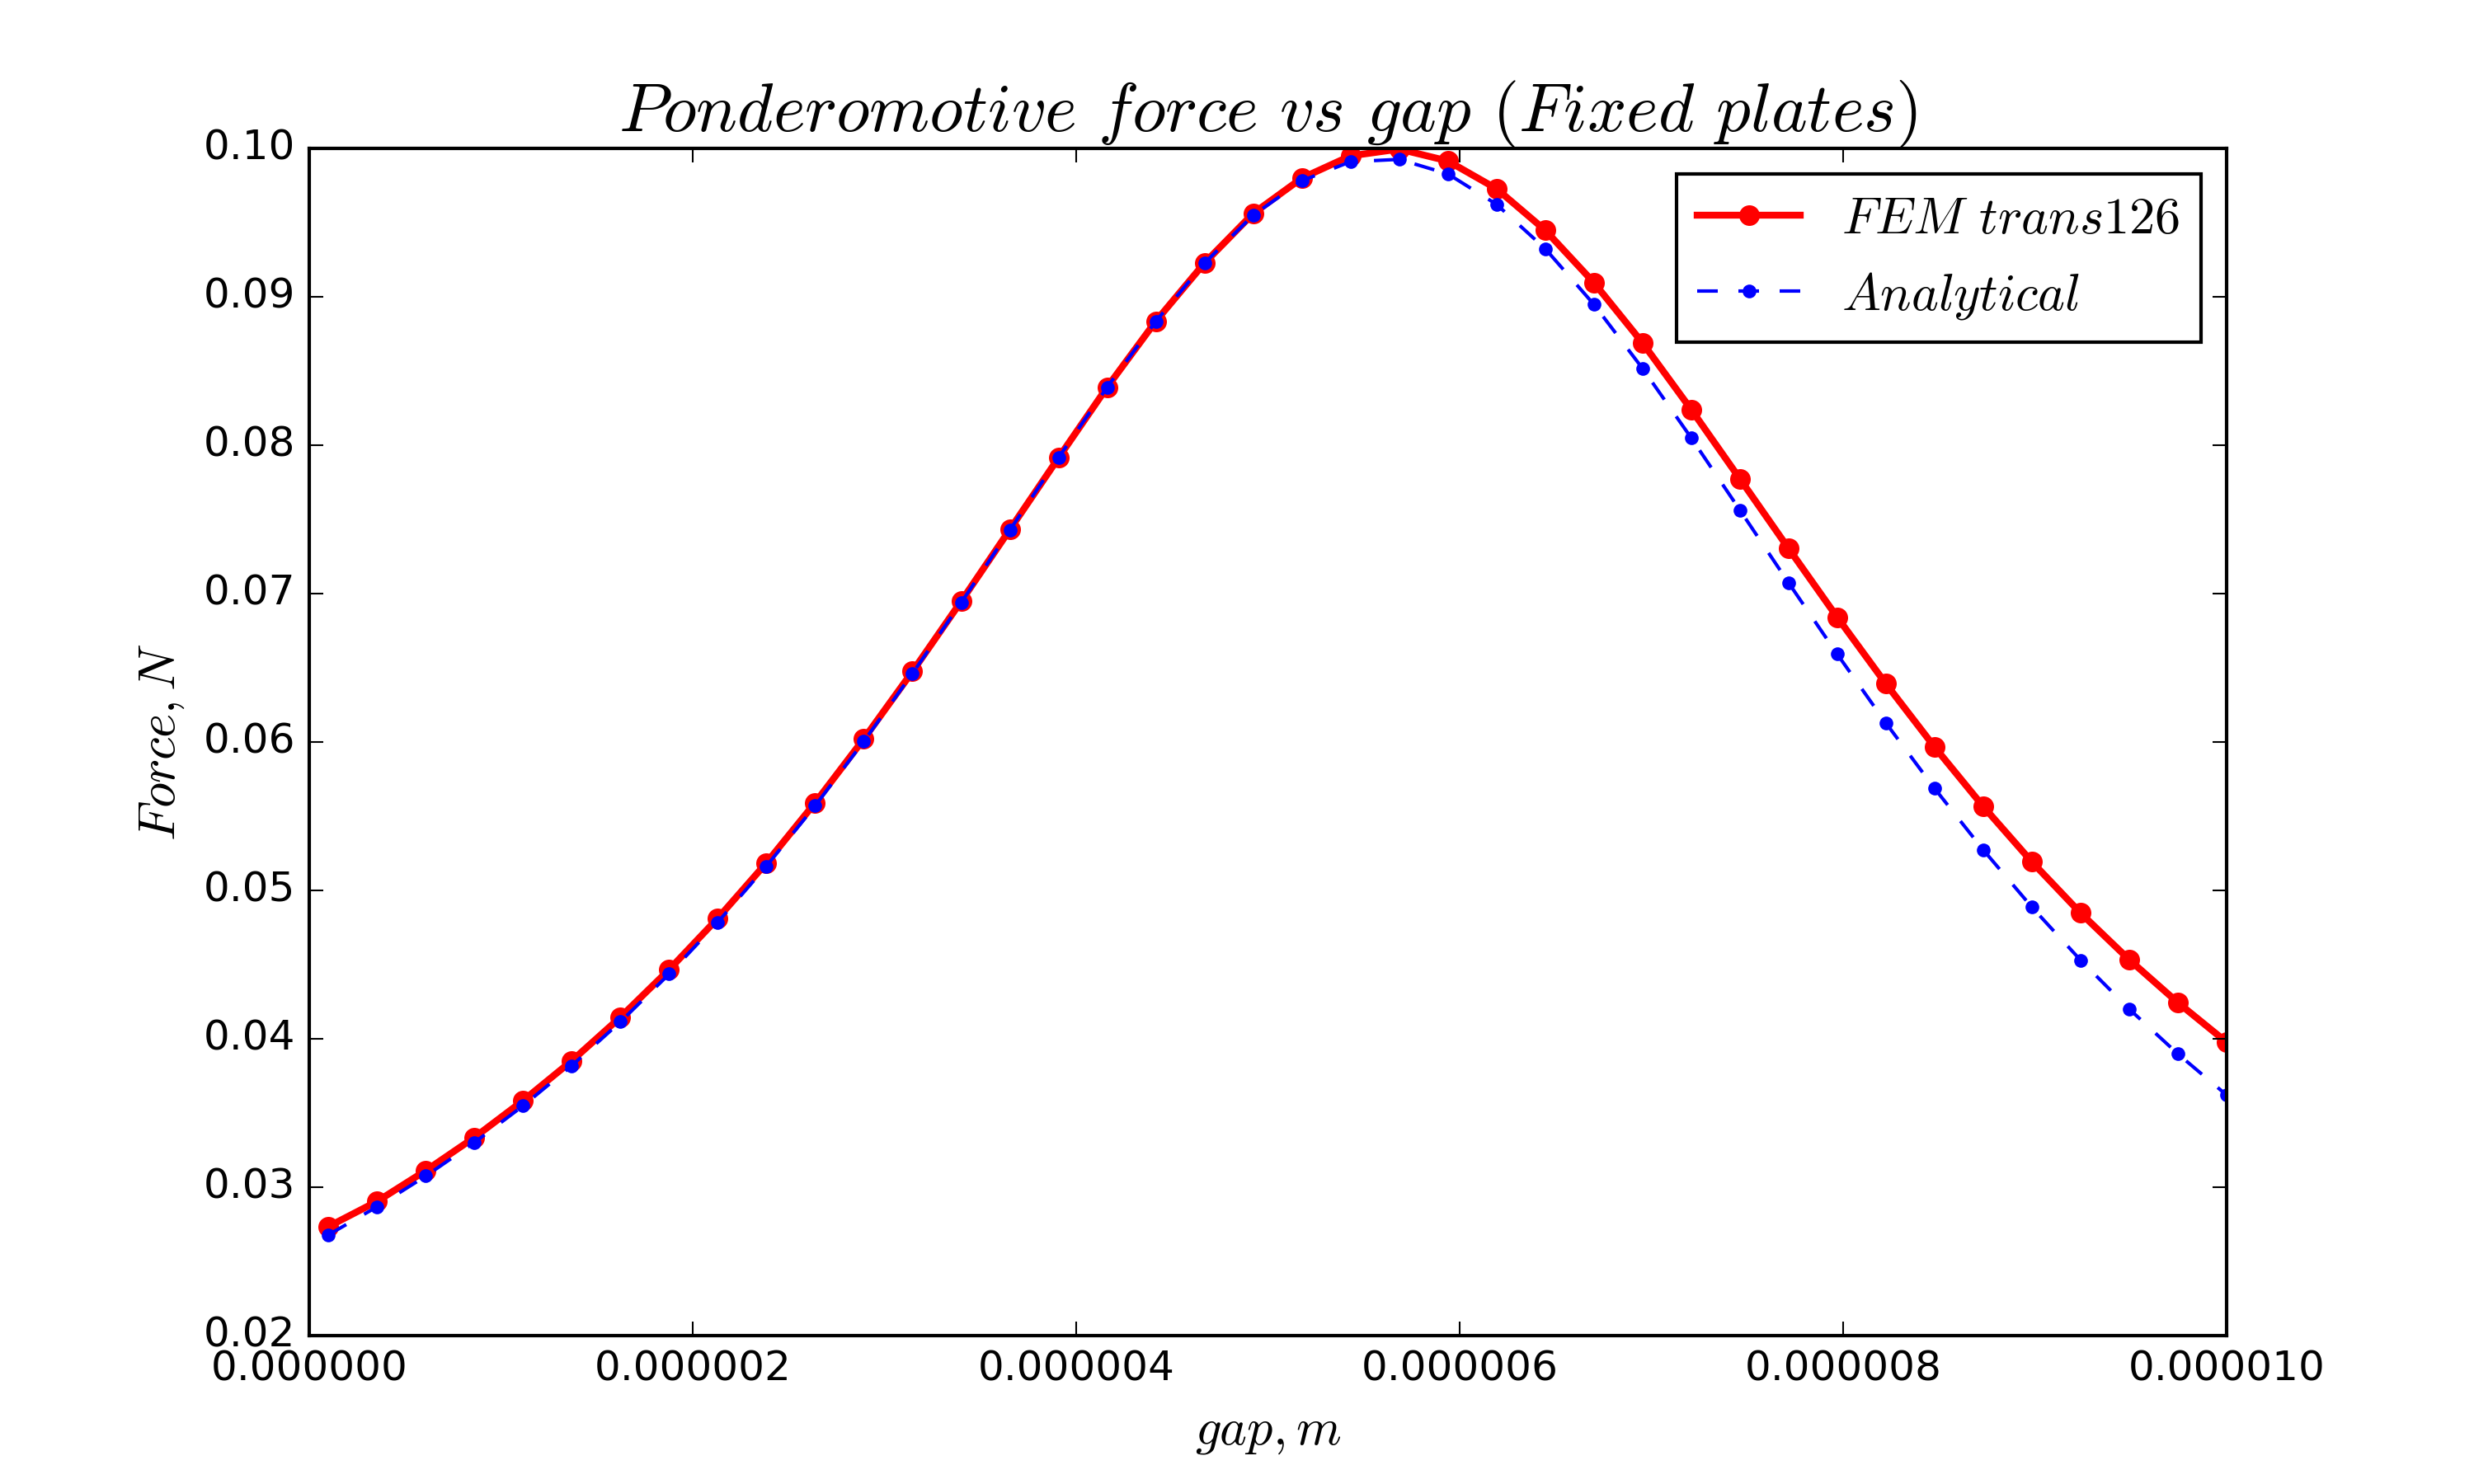 Ponderomotive force vs gap (Fixed plates)
FEM trans126
Analytical
Force, N
0.10
0.09
0.08
0.07
0.06
0.05
0.04
0.03
0.02
0.000000 0.000002 0.000004 0.000006 0.000008 0.000010
gap, m